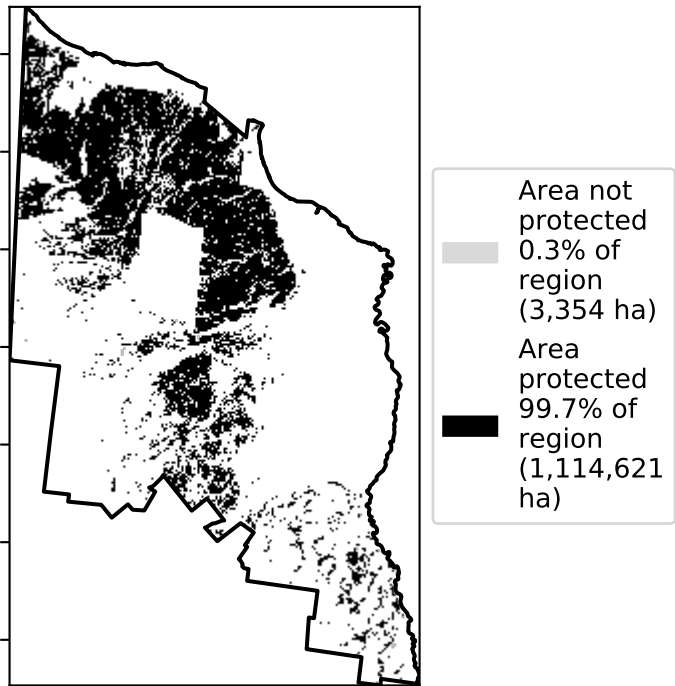 Area not
protected
0.3% of
region
(3,354 ha)
Area
protected
99.7% of
region
(1,114,621
ha)